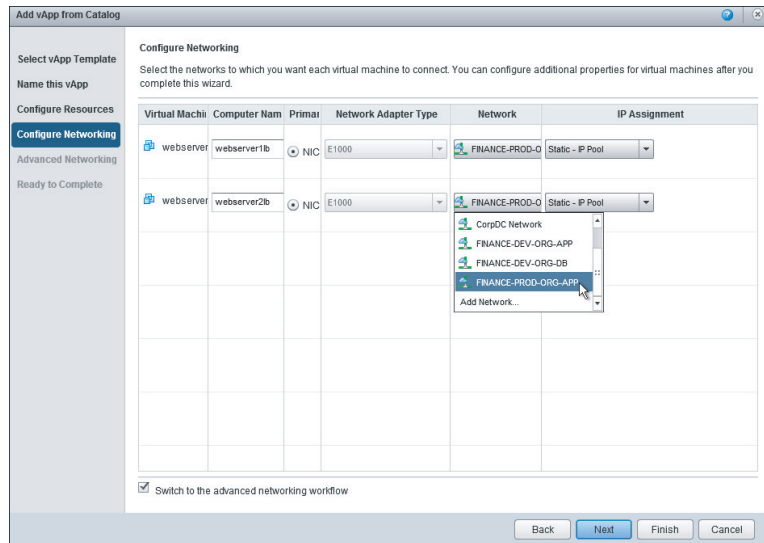 Add vApp from Catalog
Select vApp Template
Name this vApp
Configure Resources
Configure Networking
Advanced Networking
Ready to Complete
Configure Networking
Select the networks to which you want each virtual machine to connect. You can configure additional properties for virtual machines after you
complete this wizard.
Virtual Machin Computer Nam Primar Network Adapter Type Network IP Assignment
webserver webserver1lb NIC E1000 FINANCE-PROD-O Static - IP Pool
webserver webserver2lb NIC E1000 FINANCE-PROD-O Static - IP Pool
CorpDC Network
FINANCE-DEV-ORG-APP
FINANCE-DEV-ORG-DB
FINANCE-PROD-ORG-APP
Add Network...
Switch to the advanced networking workflow
Back Next Finish Cancel